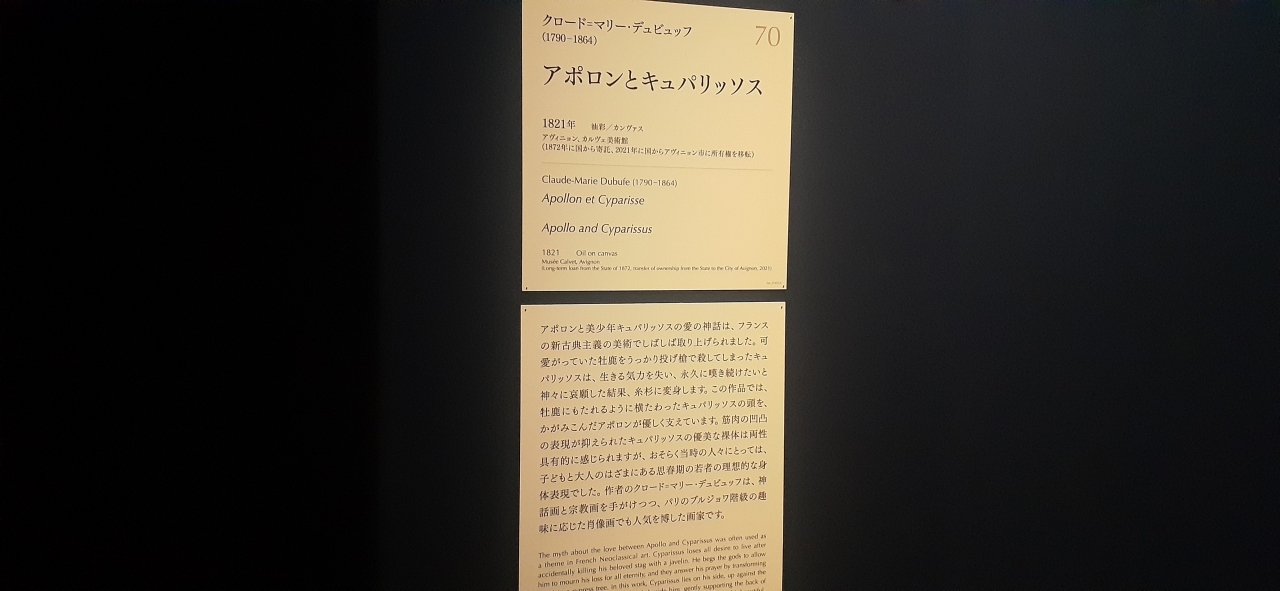 クロード=マリー・デュビュッフ
(1790–1864)
70
アポロンとキュパリッソス
1821年 油彩／カンヴァス
アヴィニョン、カルヴェ美術館
(1872年に国から寄託、2021年に国からアヴィニョン市に所有権を移転)
Claude-Marie Dubufe (1790–1864)
Apollon et Cyparisse
Apollo and Cyparissus
1821 Oil on canvas
Musée Calvet, Avignon
(Long-term loan from the State of 1872, transfer of ownership from the State to the City of Avignon, 2021)
アポロンと美少年キュパリッソスの愛の神話は、フランス
の新古典主義の美術でしばしば取り上げられました。可
愛がっていた牡鹿をうっかり投げ槍で殺してしまったキュ
パリッソスは、生きる気力を失い、永久に嘆き続けたいと
神々に哀願した結果、糸杉に変身します。この作品では、
牡鹿にもたれるように横たわったキュパリッソスの頭を、
かがみこんだアポロンが優しく支えています。筋肉の凹凸
の表現が抑えられたキュパリッソスの優美な裸体は両性
具有的に感じられますが、おそらく当時の人々にとっては、
子どもと大人のはざまにある思春期の若者の理想的な身
体表現でした。作者のクロード=マリー・デュビュッフは、神
話画と宗教画を手がけつつ、パリのブルジョワ階級の趣
味に応じた肖像画でも人気を博した画家です。
The myth about the love between Apollo and Cyparissus was often used as
a theme in French Neoclassical art. Cyparissus loses all desire to live after
accidentally killing his beloved stag with a javelin. He begs the gods to allow
him to mourn his loss for all eternity, and they answer his prayer by transforming
tree. In this work, Cyparissus lies on his side, up against the
him, gently supporting the back of